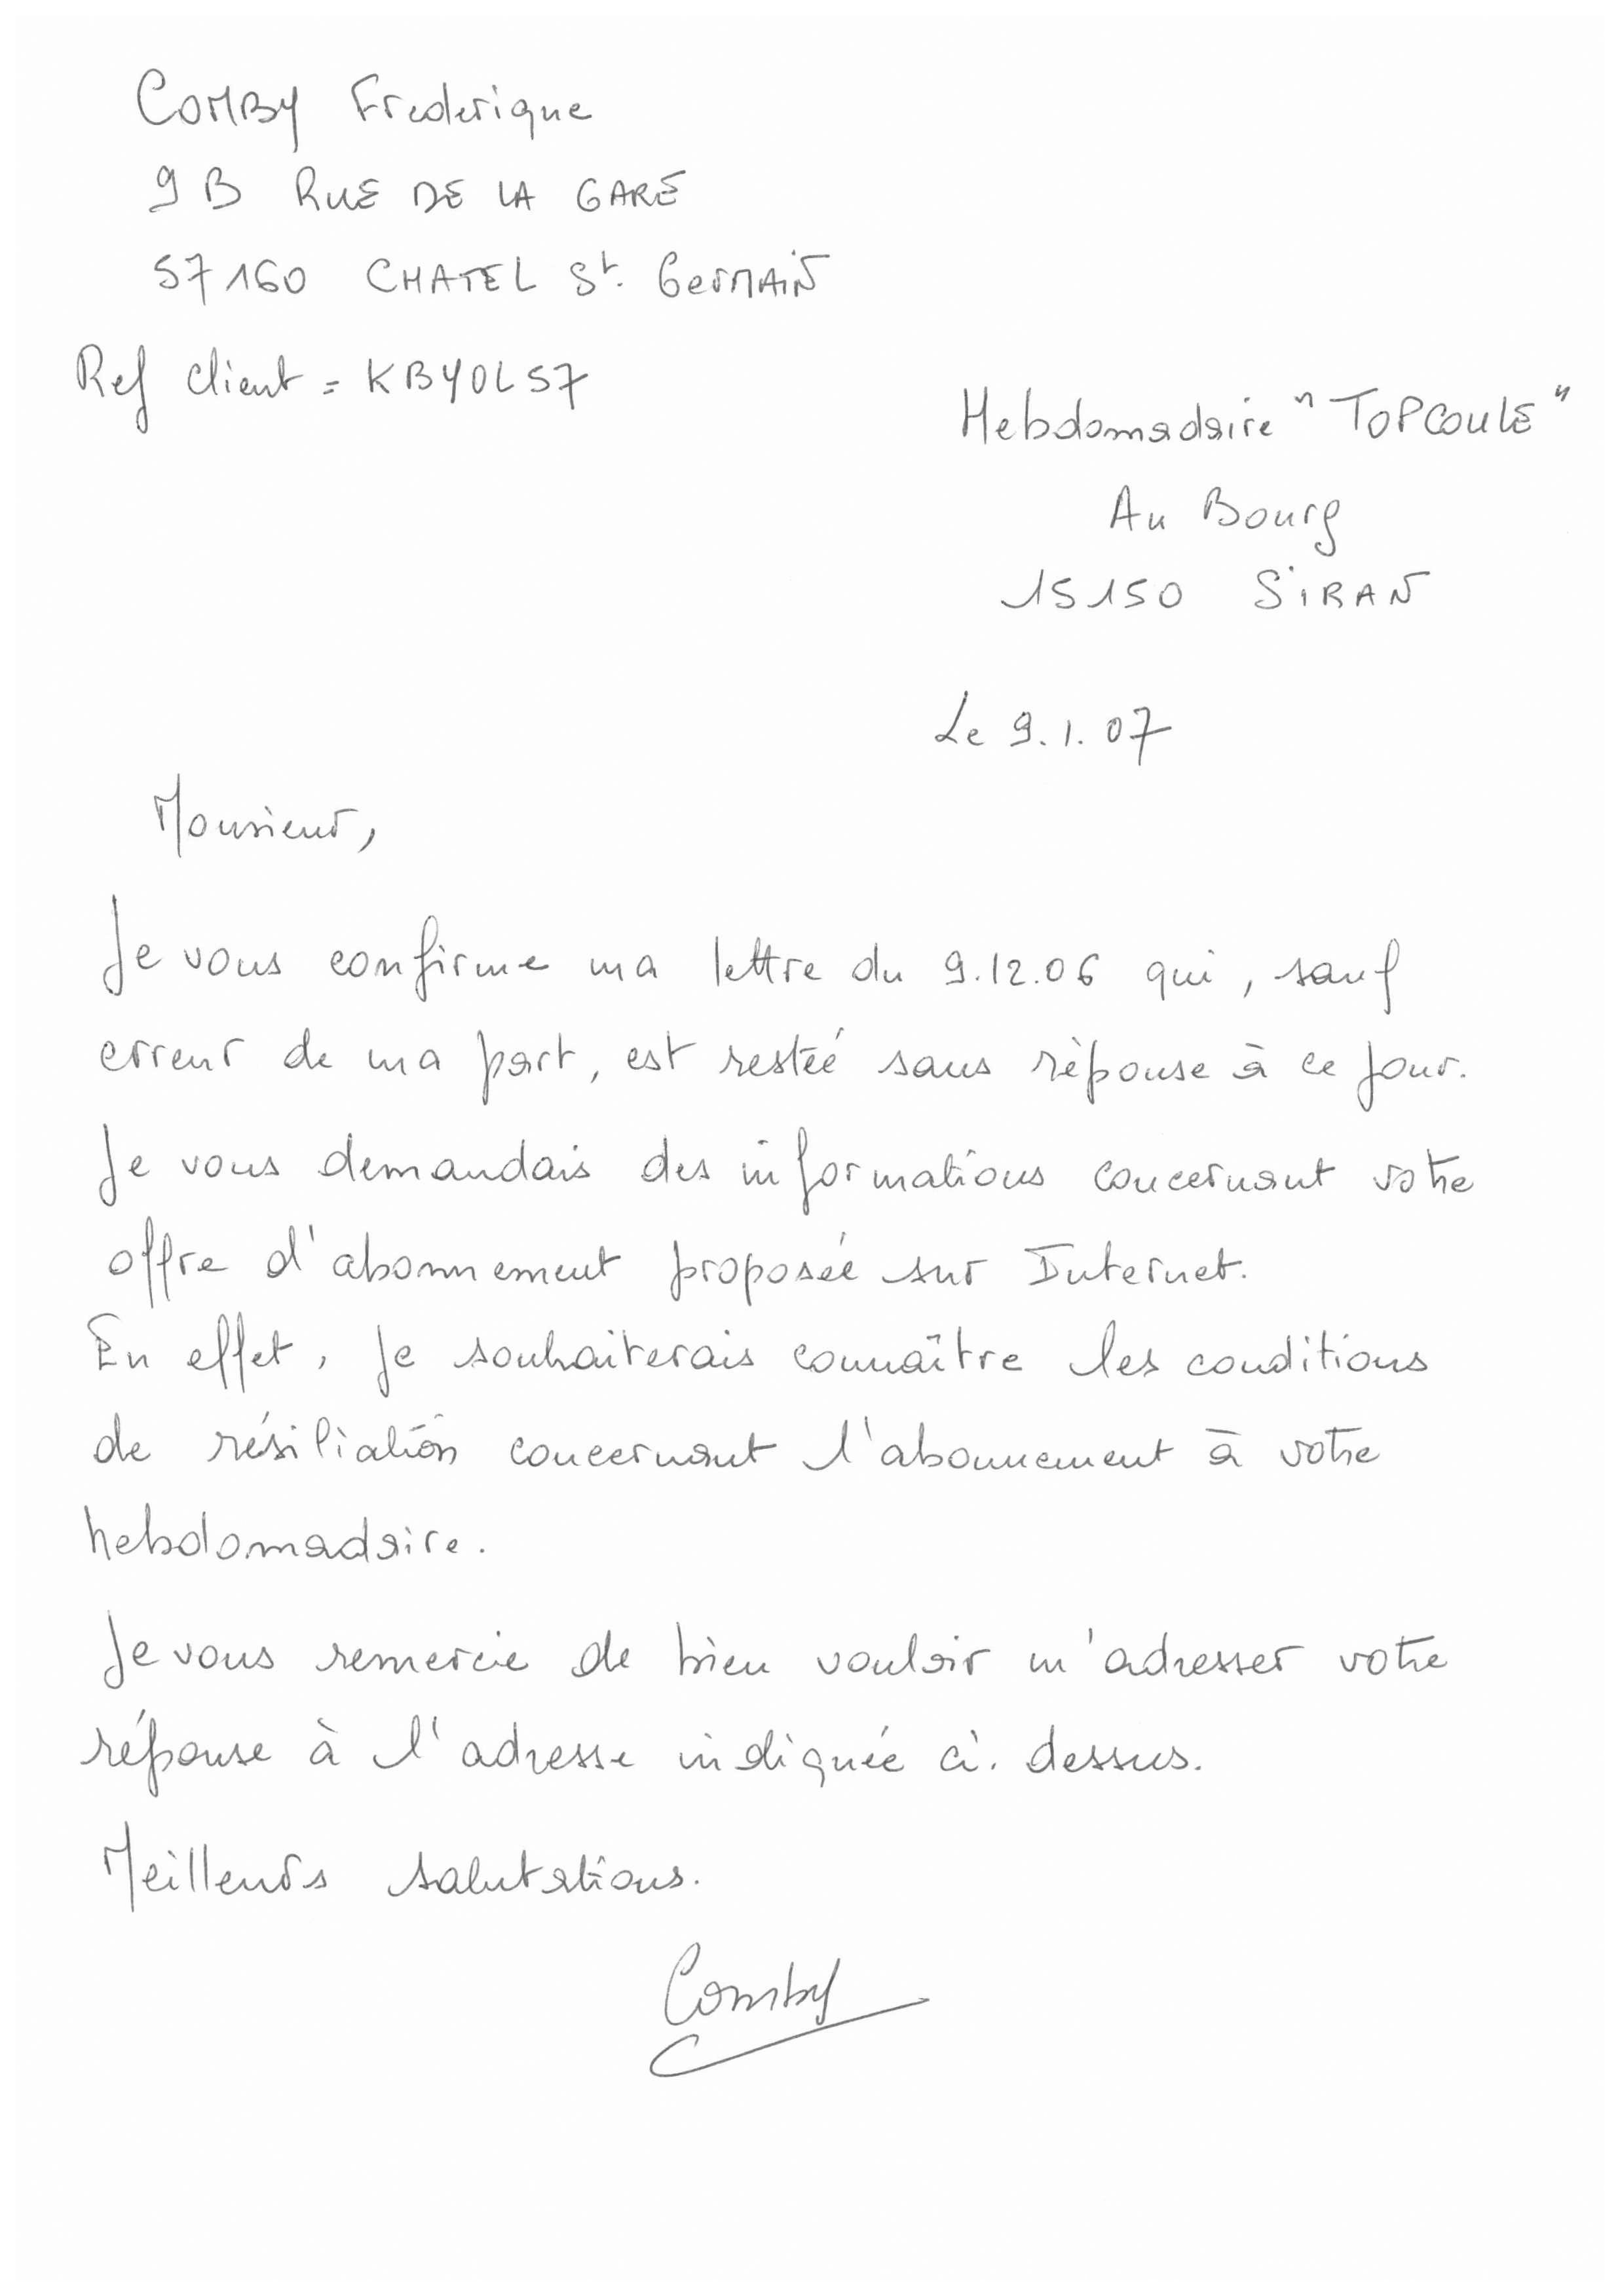 COMBY Frederique
9 B RUE DE LA GARE
57160 CHATEL St. GerMAiN
Ref client = KBYOL57
Hebdomadaire "TOPCOULE"
Au Bourg
15150 SiRAN
Le 9.1.07
Monsieur,
Je vous confirme ma lettre du 9.12.06 qui, sauf
erreur de ma part, est restée sans réponse à ce jour.
Je vous demandais des informations concernant votre
offre d'abonnement proposée sur Internet.
En effet, je souhaiterais connaître les conditions
de résiliation concernant l'abonnement à votre
hebdomadaire.
Je vous remercie de bien vouloir m'adresser votre
réponse à l'adresse indiquée ci. dessus.
Meilleurs salutations.
Comby